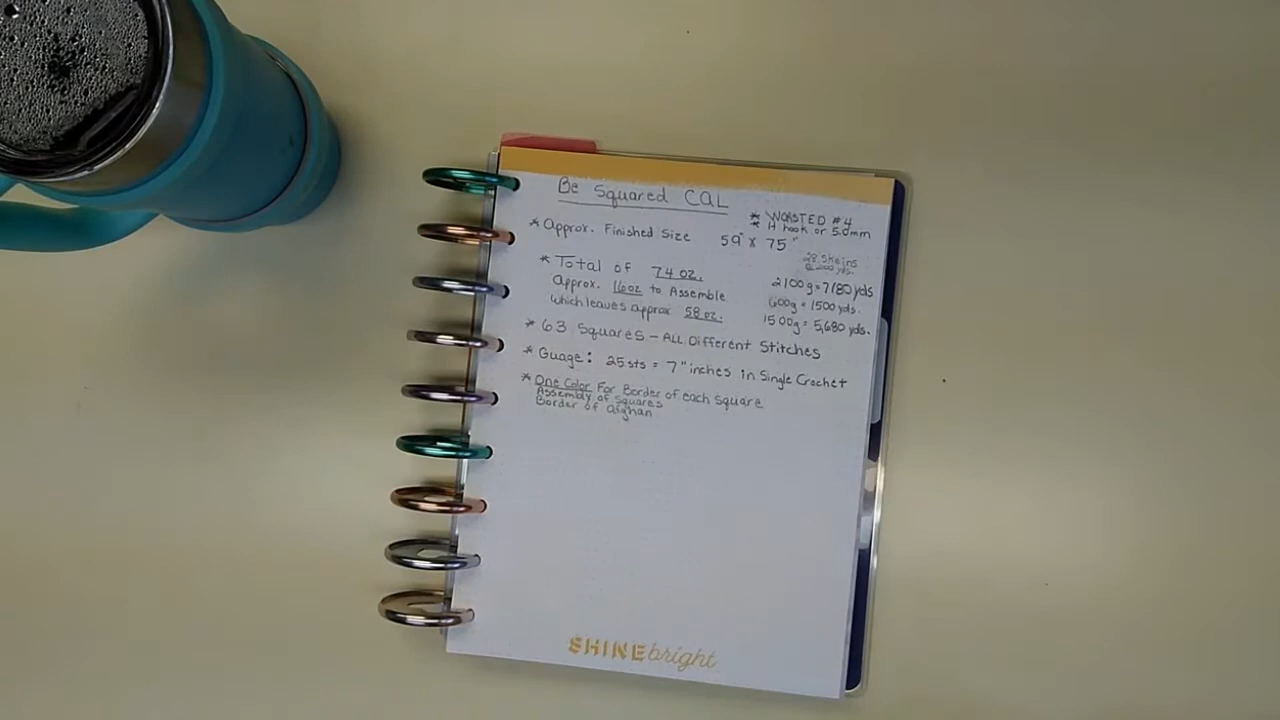 Be Squared CAL
* WORSTED #4
* H hook or 5.0mm
* Approx. Finished Size 59" x 75"
28 Skeins
* Total of 74 oz.
2100g = 7180 yds
Approx. 16oz to Assemble
600g = 1500 yds.
which leaves approx 58 oz.
1500g = 5,680 yds.
* 63 Squares - ALL Different Stitches
* Guage: 25sts = 7" inches in Single Crochet
* One Color For Border of each Square
Assembly of Squares
Border of Afghan
SHINE bright